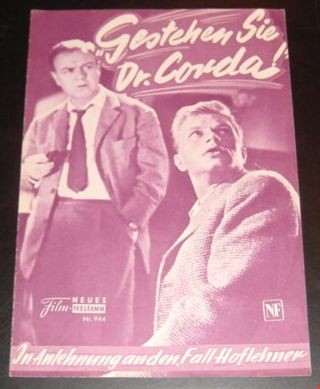 "Gestehen Sie
Dr. Corda!"
Film-
NEUES
PROGRAMM
Nr. 944
NF
In Anlehnung an den "Fall-Hoflehner